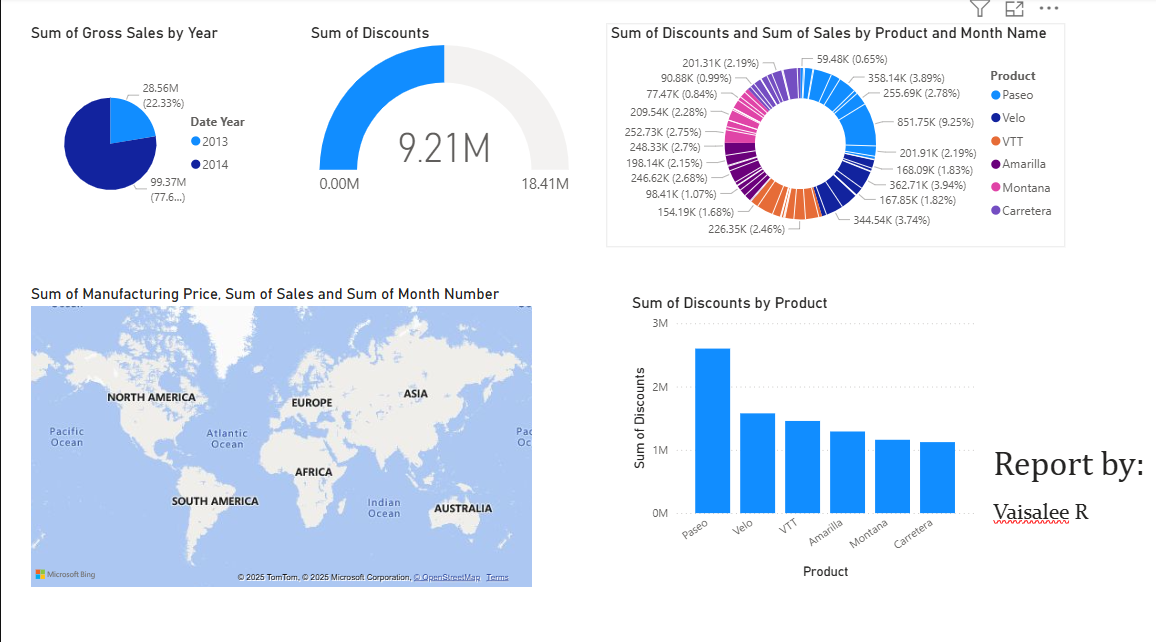 Sum of Gross Sales by Year
28.56M
(22.33%)
99.37M
(77.6...)
Date Year
2013
2014
Sum of Discounts
9.21M
0.00M
18.41M
Sum of Discounts and Sum of Sales by Product and Month Name
201.31K (2.19%)
90.88K (0.99%)
77.47K (0.84%)
209.54K (2.28%)
252.73K (2.75%)
248.33K (2.7%)
198.14K (2.15%)
246.62K (2.68%)
98.41K (1.07%)
154.19K (1.68%)
226.35K (2.46%)
59.48K (0.65%)
358.14K (3.89%)
255.69K (2.78%)
851.75K (9.25%)
201.91K (2.19%)
168.09K (1.83%)
362.71K (3.94%)
167.85K (1.82%)
344.54K (3.74%)
Product
Paseo
Velo
VTT
Amarilla
Montana
Carretera
Sum of Manufacturing Price, Sum of Sales and Sum of Month Number
NORTH AMERICA
EUROPE
ASIA
Pacific
Ocean
Atlantic
Ocean
AFRICA
SOUTH AMERICA
Indian
Ocean
AUSTRALIA
Microsoft Bing
© 2025 TomTom, © 2025 Microsoft Corporation, © OpenStreetMap Terms
Sum of Discounts by Product
3M
2M
1M
0M
Sum of Discounts
Paseo
Velo
VTT
Amarilla
Montana
Carretera
Product
Report by:
Vaisalee R